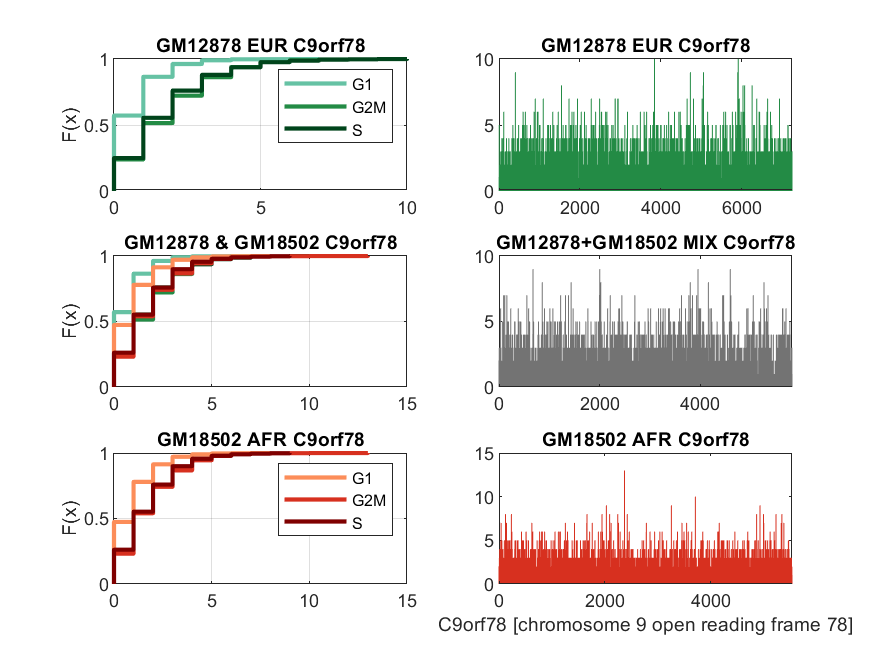 GM12878 EUR C9orf78
1
0.5
0
F(x)
0
5
10
G1
G2M
S
GM12878 EUR C9orf78
10
5
0
0
2000
4000
6000
GM12878 & GM18502 C9orf78
1
0.5
0
F(x)
0
5
10
15
GM12878+GM18502 MIX C9orf78
10
5
0
0
2000
4000
GM18502 AFR C9orf78
1
0.5
0
F(x)
0
5
10
15
G1
G2M
S
GM18502 AFR C9orf78
15
10
5
0
0
2000
4000
C9orf78 [chromosome 9 open reading frame 78]